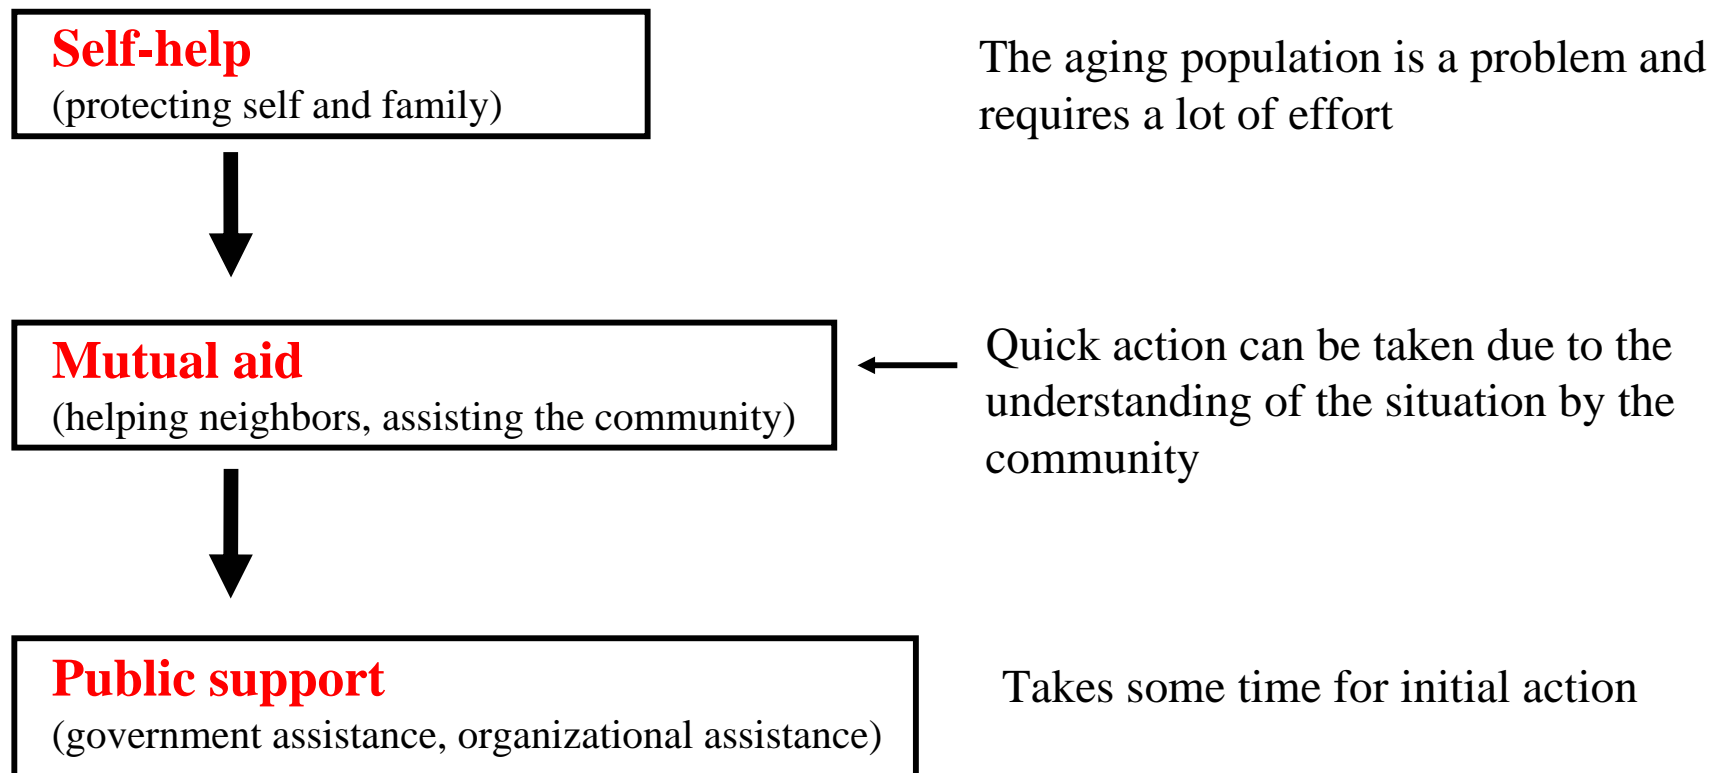 Self-help
(protecting self and family)
The aging population is a problem and
requires a lot of effort
Mutual aid
(helping neighbors, assisting the community)
Quick action can be taken due to the
understanding of the situation by the
community
Public support
(government assistance, organizational assistance)
Takes some time for initial action